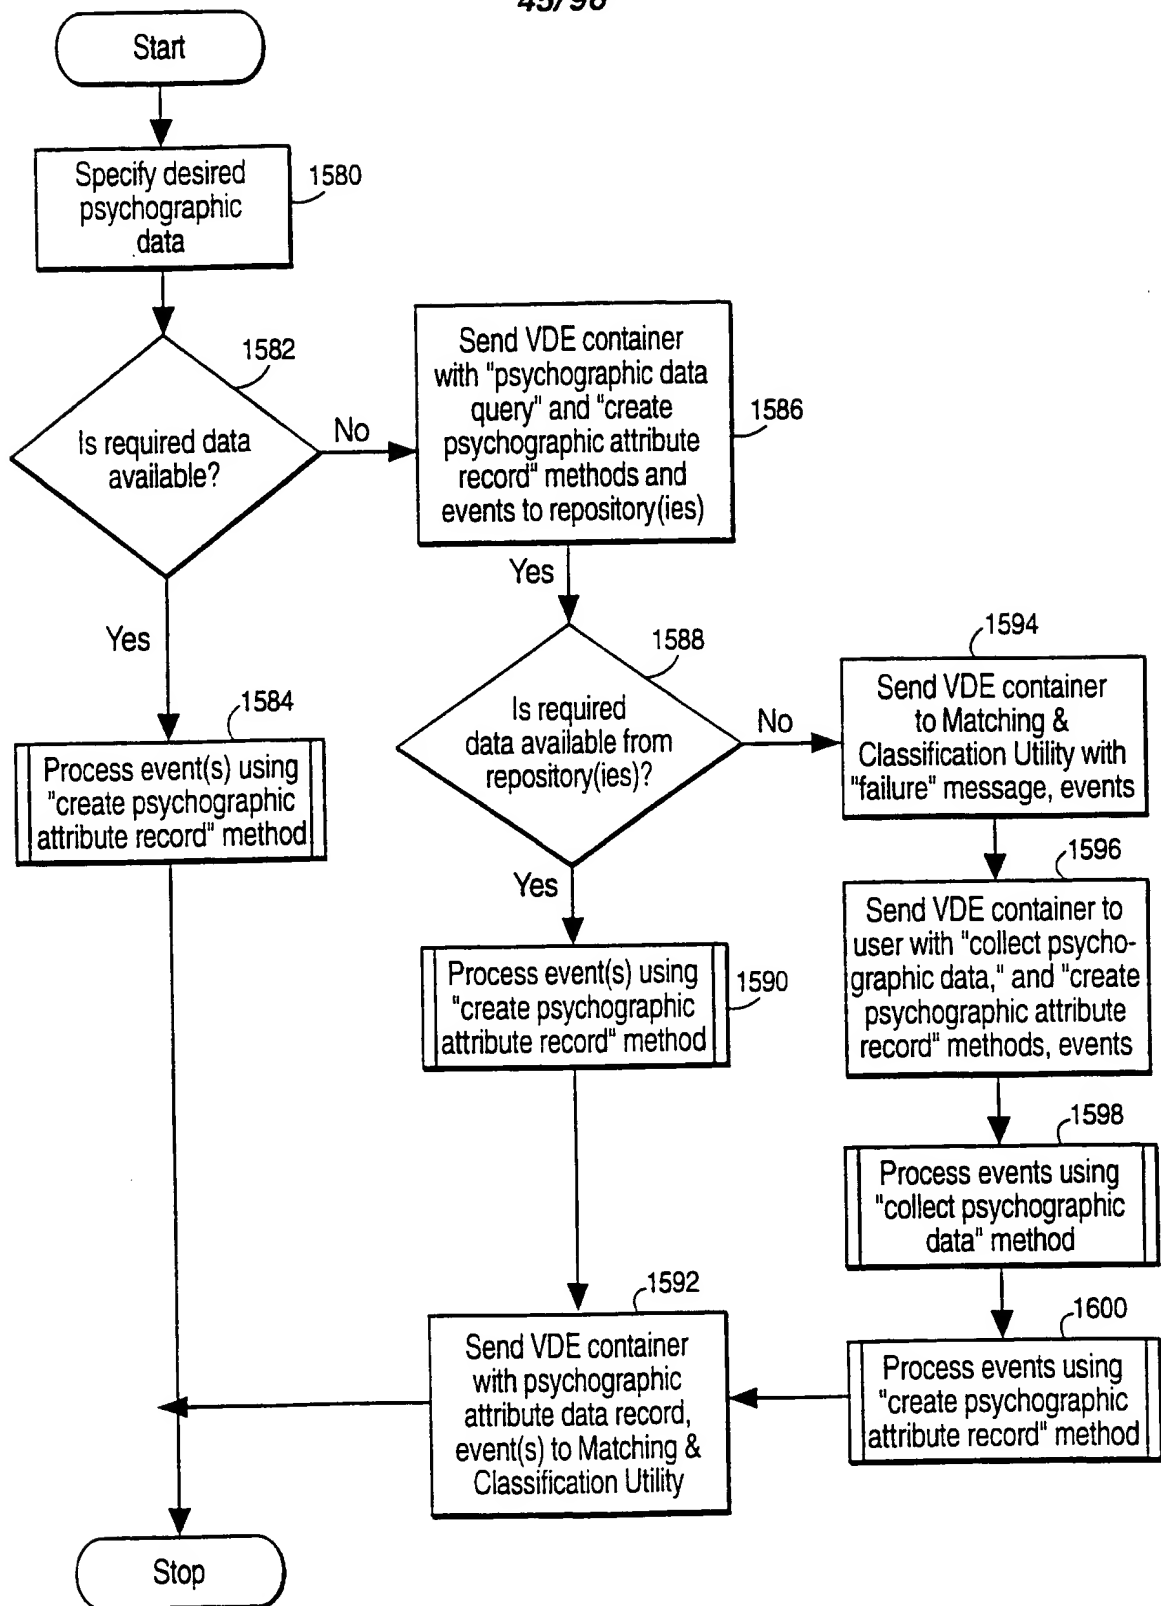 45/96
Start
Specify desired
psychographic
data
1580
1582
Is required data
available?
No
Yes
1584
Process event(s) using
"create psychographic
attribute record" method
Send VDE container
with "psychographic data
query" and "create
psychographic attribute
record" methods and
events to repository(ies)
1586
Yes
1588
Is required
data available from
repository(ies)?
No
Yes
Process event(s) using
"create psychographic
attribute record" method
1590
1592
Send VDE container
with psychographic
attribute data record,
event(s) to Matching &
Classification Utility
1594
Send VDE container
to Matching &
Classification Utility with
"failure" message, events
1596
Send VDE container to
user with "collect psycho-
graphic data," and "create
psychographic attribute
record" methods, events
1598
Process events using
"collect psychographic
data" method
1600
Process events using
"create psychographic
attribute record" method
Stop